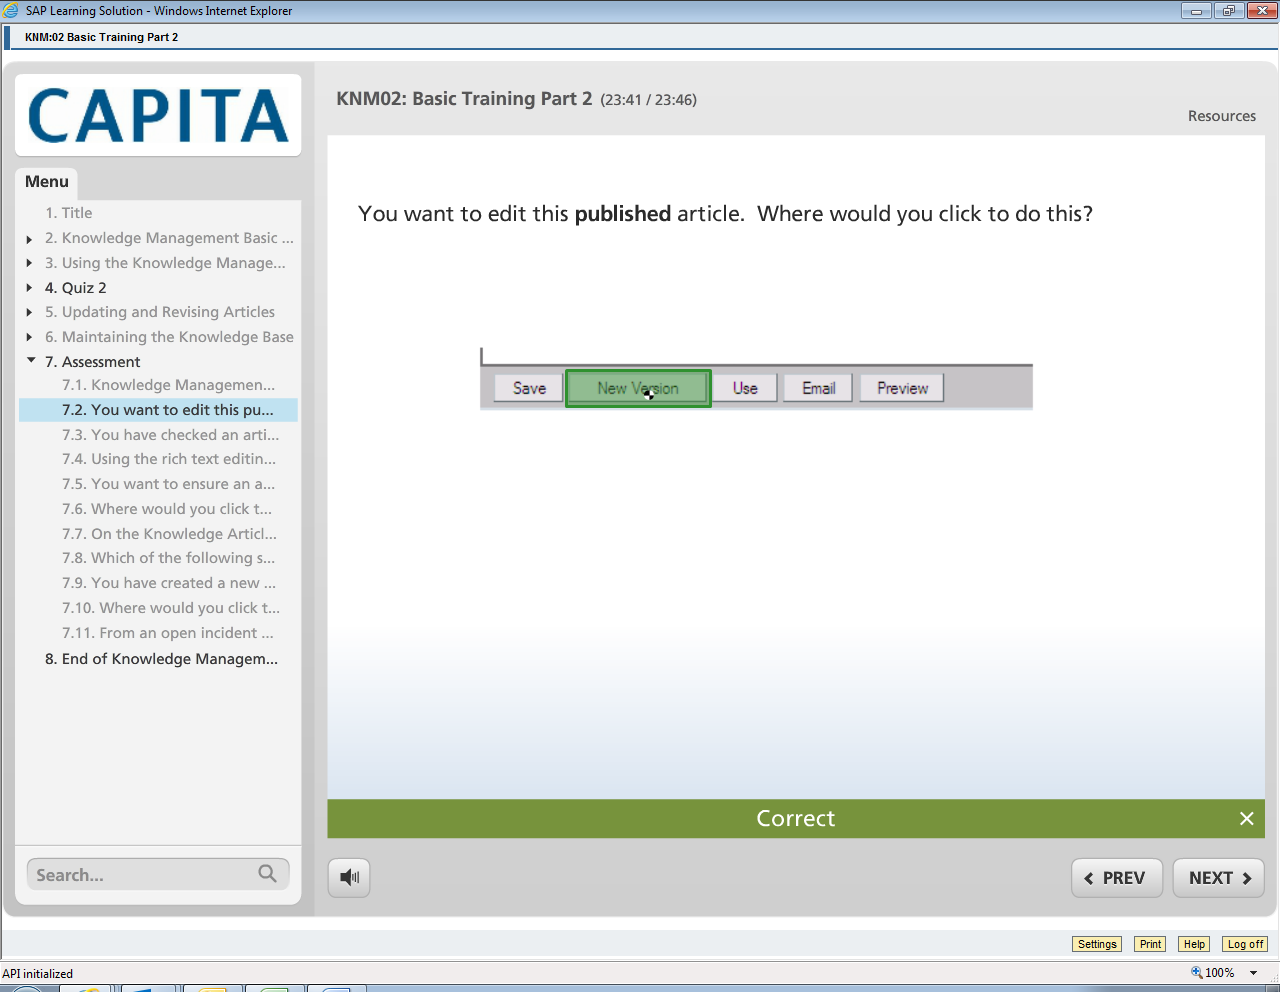 SAP Learning Solution - Windows Internet Explorer
KNM:02 Basic Training Part 2
CAPITA
KNM02: Basic Training Part 2 (23:41 / 23:46)
Resources
Menu
1. Title
2. Knowledge Management Basic ...
3. Using the Knowledge Manage...
4. Quiz 2
5. Updating and Revising Articles
6. Maintaining the Knowledge Base
7. Assessment
7.1. Knowledge Managemen...
7.2. You want to edit this pu...
7.3. You have checked an arti...
7.4. Using the rich text editin...
7.5. You want to ensure an a...
7.6. Where would you click t...
7.7. On the Knowledge Articl...
7.8. Which of the following s...
7.9. You have created a new ...
7.10. Where would you click t...
7.11. From an open incident ...
8. End of Knowledge Managem...
Search...
You want to edit this published article. Where would you click to do this?
Save New Version Use Email Preview
Correct
PREV NEXT
Settings Print Help Log off
API initialized
100%